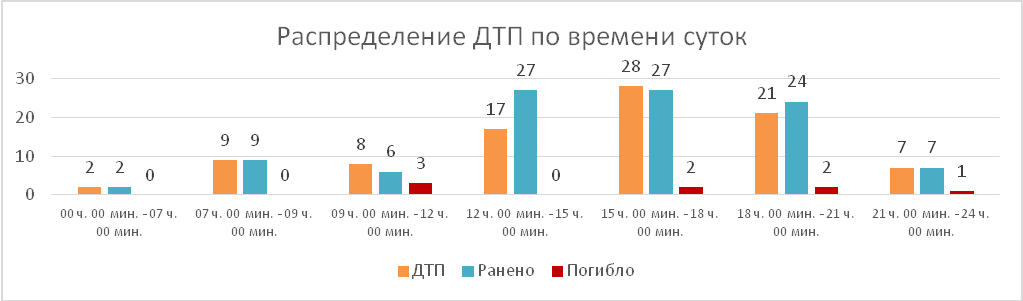 Распределение ДТП по времени суток
30
20
10
0
2 2 0
9 9 0
8 6 3
17 27 0
28 27 2
21 24 2
7 7 1
00 ч. 00 мин. -07 ч.
00 мин.
07 ч. 00 мин. -09 ч.
00 мин.
09 ч. 00 мин. -12 ч.
00 мин.
12 ч. 00 мин. -15 ч.
00 мин.
15 ч. 00 мин. -18 ч.
00 мин.
18 ч. 00 мин. -21 ч.
00 мин.
21 ч. 00 мин. -24 ч.
00 мин.
ДТП Ранено Погибло